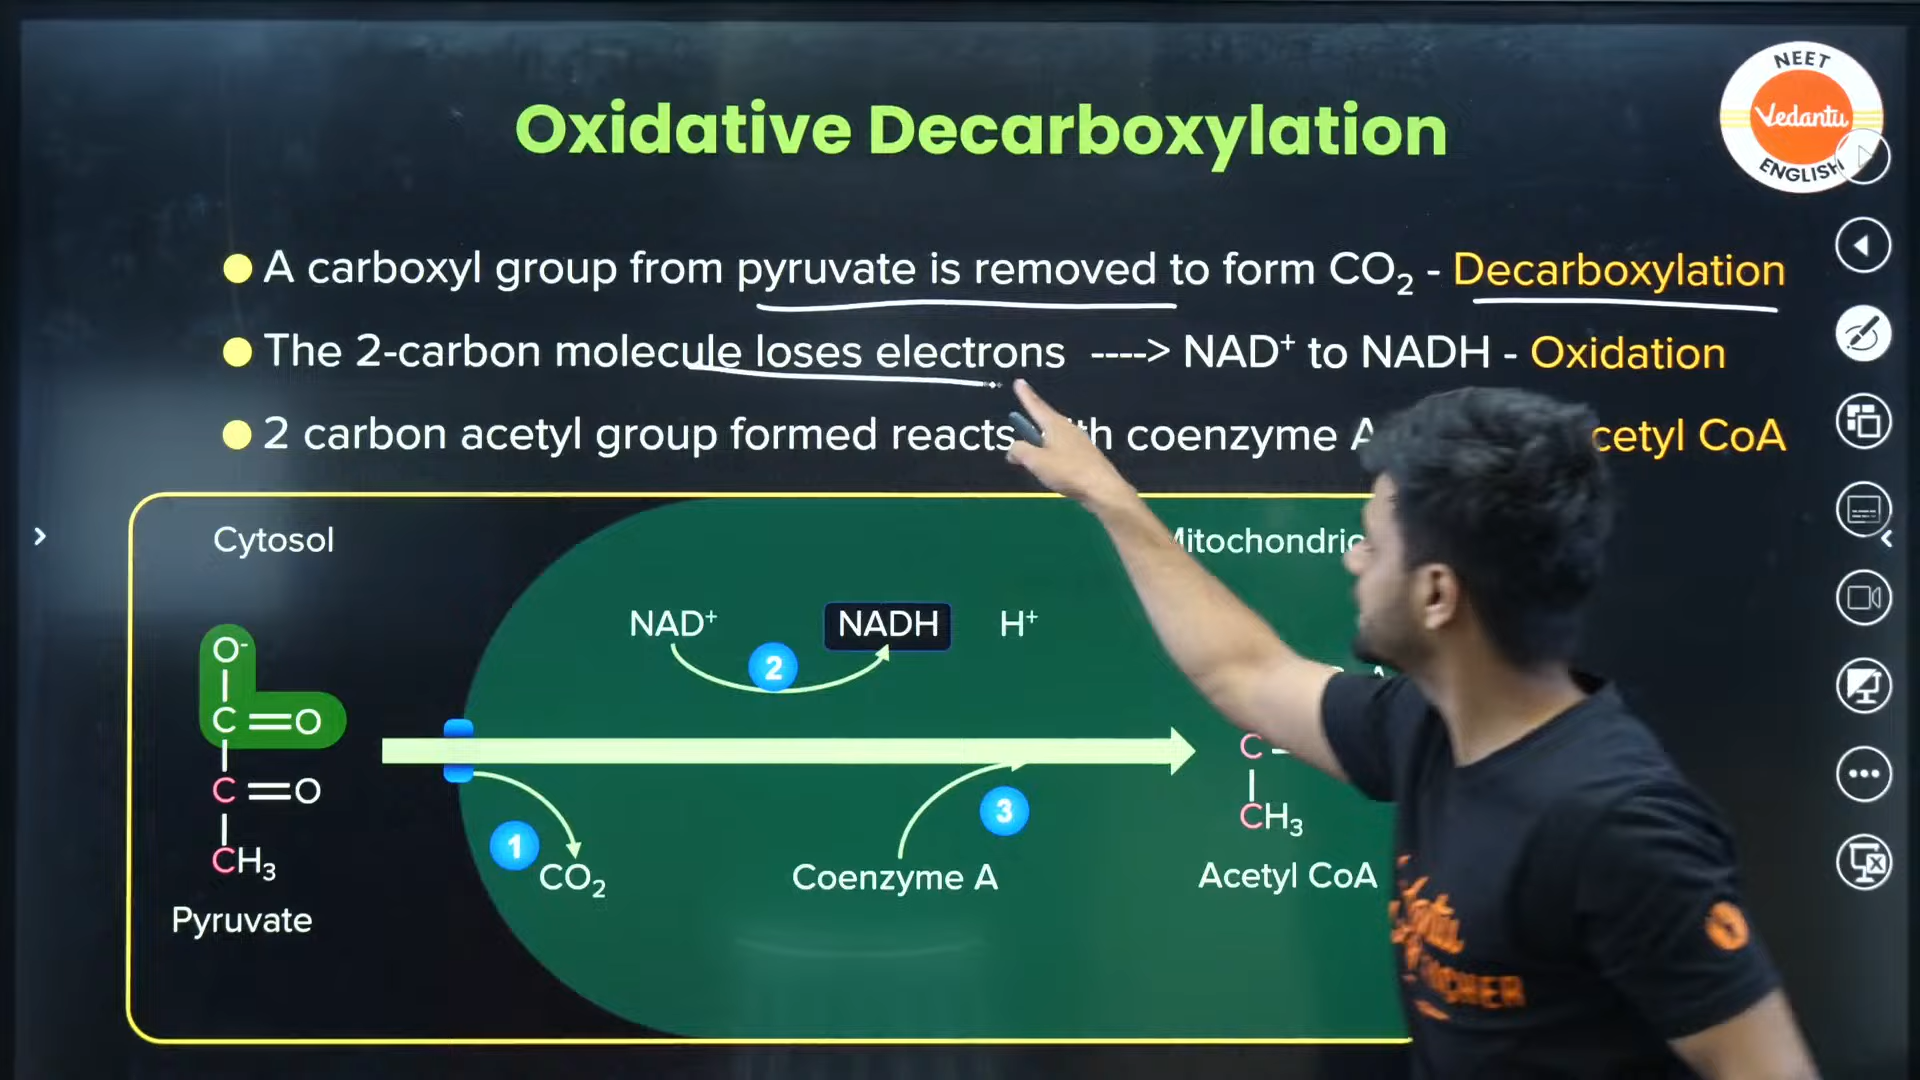 Oxidative Decarboxylation
NEET
Vedantu
ENGLISH
A carboxyl group from pyruvate is removed to form CO₂ - Decarboxylation
The 2-carbon molecule loses electrons ----> NAD⁺ to NADH - Oxidation
2 carbon acetyl group formed reacts with coenzyme A cetyl CoA
Cytosol
NAD⁺ NADH H⁺
2
O⁻
C=O
C=O
CH₃
Pyruvate
1
CO₂
3
Coenzyme A
C
CH₃
Acetyl CoA